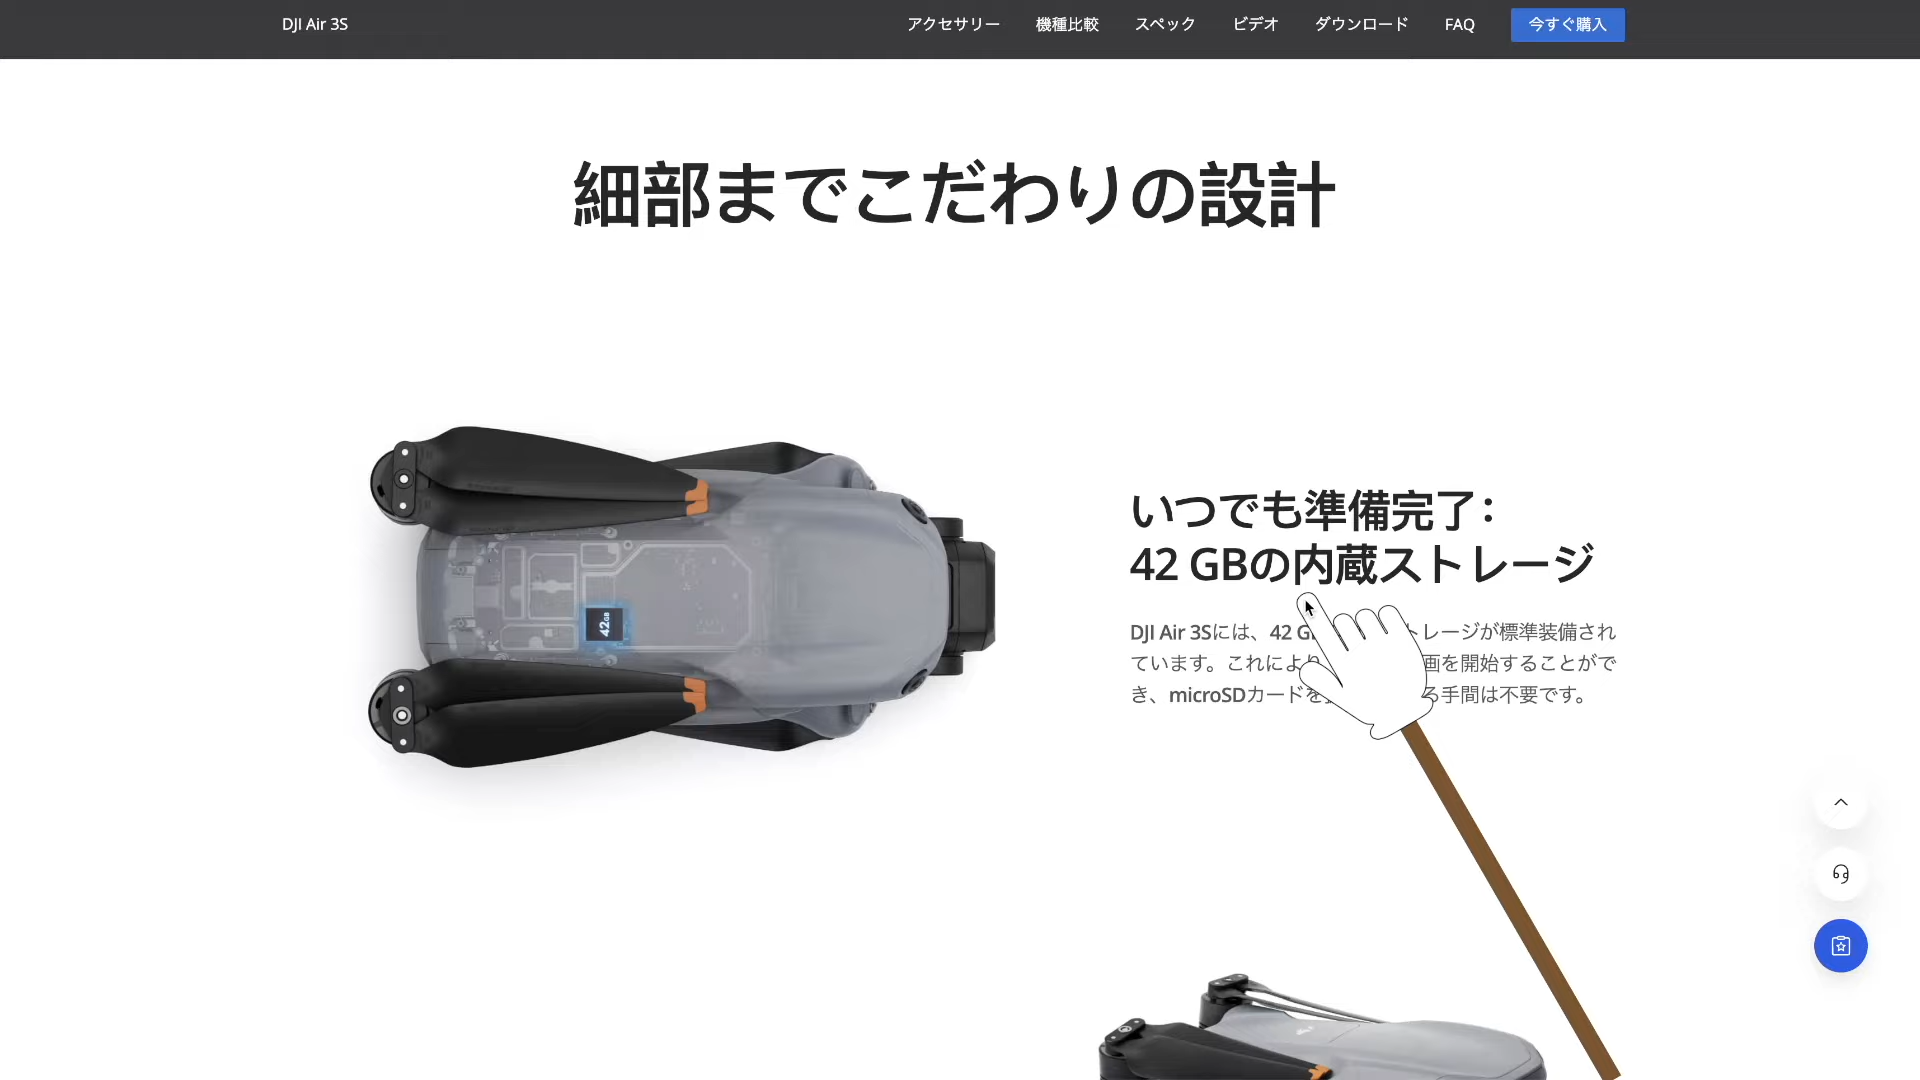 DJI Air 3S
アクセサリー 機種比較 スペック ビデオ ダウンロード FAQ 今すぐ購入
細部までこだわりの設計
42GB
いつでも準備完了：
42 GBの内蔵ストレージ
DJI Air 3Sには、42 G トレージが標準装備され
ています。これにより 画を開始することがで
き、microSDカードを る手間は不要です。